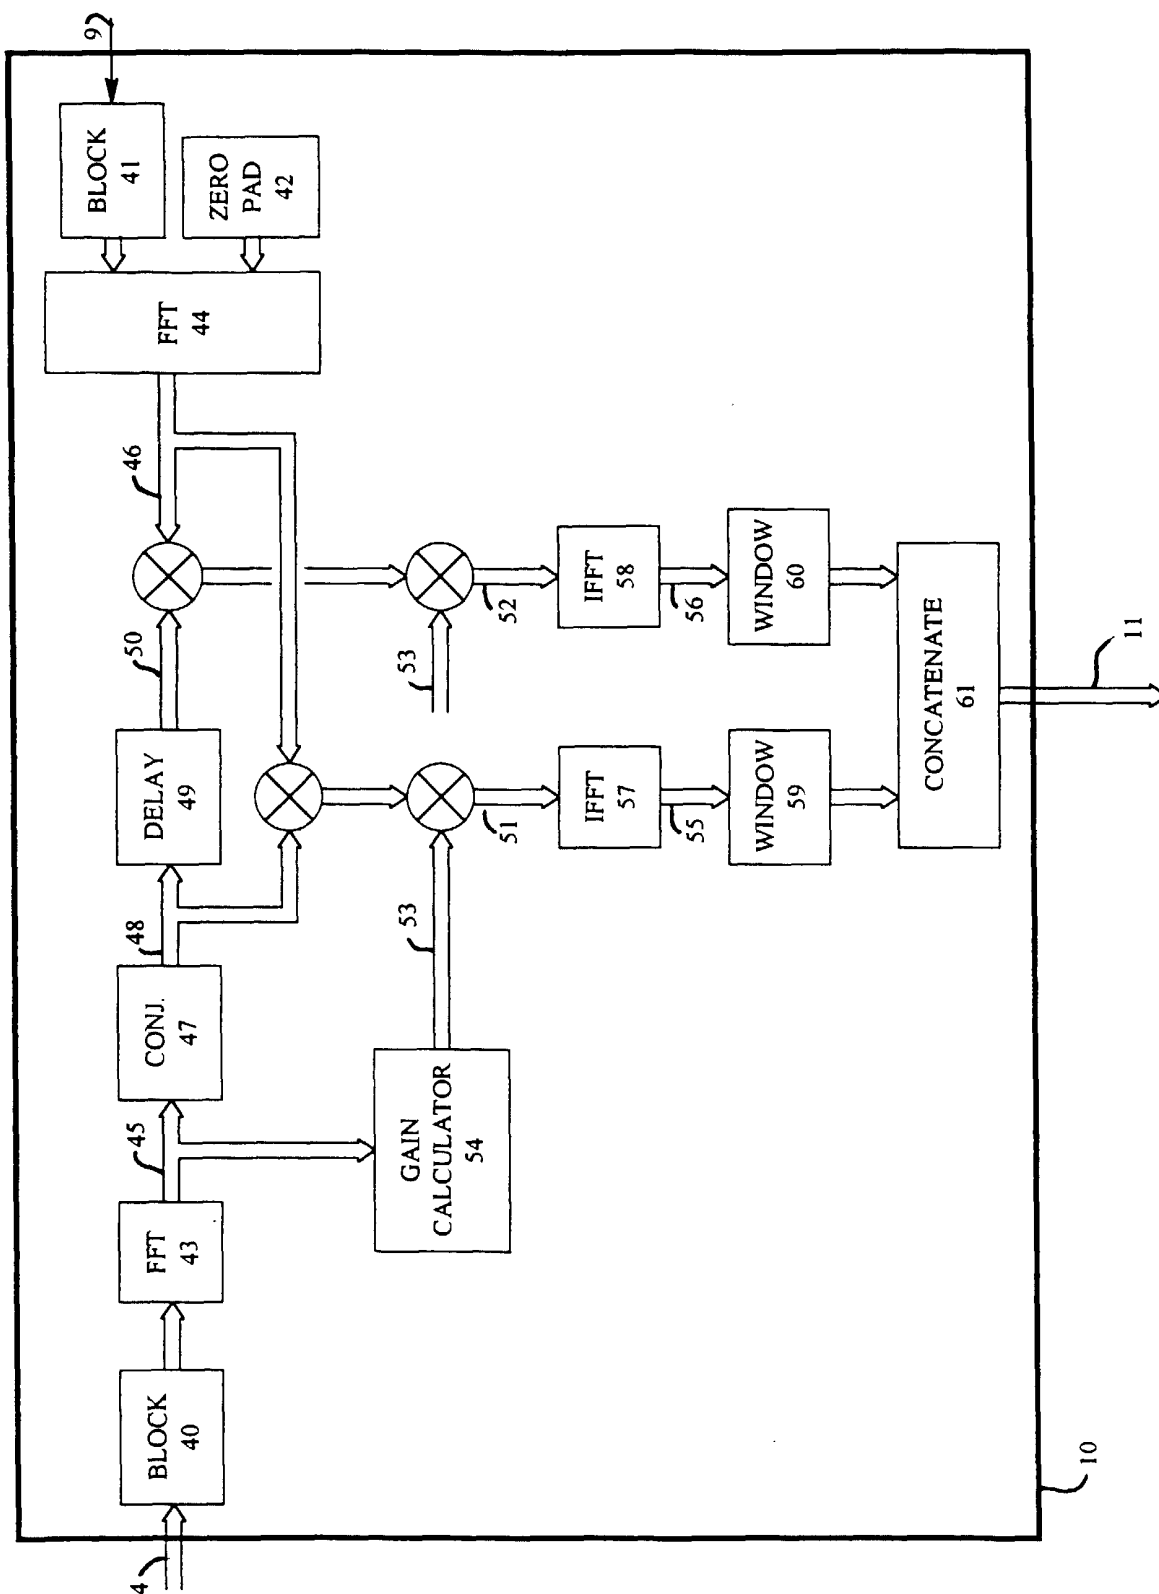 4
BLOCK
40
FFT
43
45
CONJ.
47
48
DELAY
49
50
46
FFT
44
BLOCK
41
9
ZERO
PAD
42
GAIN
CALCULATOR
54
53
53
51
52
IFFT
57
IFFT
58
55
56
WINDOW
59
WINDOW
60
CONCATENATE
61
11
10